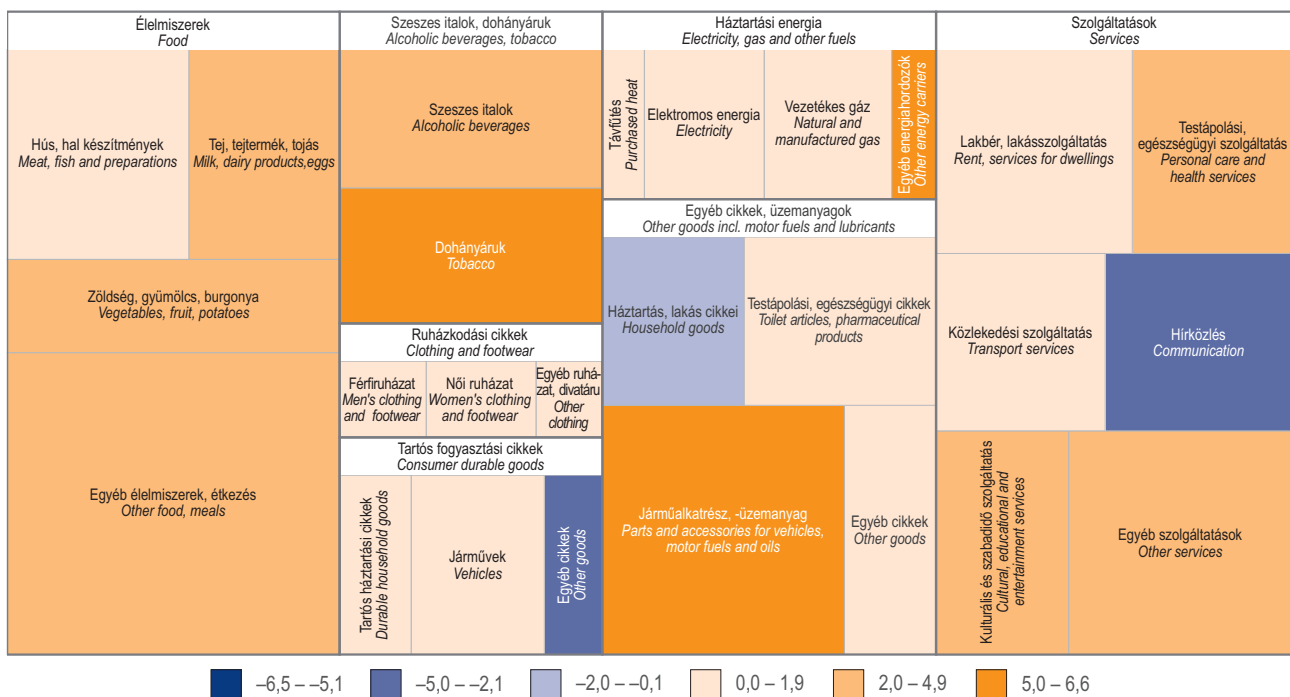 Élelmiszerek
Food
Hús, hal készítmények
Meat, fish and preparations
Tej, tejtermék, tojás
Milk, dairy products,eggs
Zöldség, gyümölcs, burgonya
Vegetables, fruit, potatoes
Egyéb élelmiszerek, étkezés
Other food, meals
Szeszes italok, dohányáruk
Alcoholic beverages, tobacco
Szeszes italok
Alcoholic beverages
Dohányáruk
Tobacco
Ruházkodási cikkek
Clothing and footwear
Férfiruházat
Men's clothing
and footwear
Női ruházat
Women's clothing
and footwear
Egyéb ruhá-
zat, divatáru
Other
clothing
Tartós fogyasztási cikkek
Consumer durable goods
Tartós háztartási cikkek
Durable household goods
Járművek
Vehicles
Egyéb cikkek
Other goods
Háztartási energia
Electricity, gas and other fuels
Távfűtés
Purchased heat
Elektromos energia
Electricity
Vezetékes gáz
Natural and
manufactured gas
Egyéb energiahordozók
Other energy carriers
Egyéb cikkek, üzemanyagok
Other goods incl. motor fuels and lubricants
Háztartás, lakás cikkei
Household goods
Testápolási, egészségügyi cikkek
Toilet articles, pharmaceutical
products
Járműalkatrész, -üzemanyag
Parts and accessories for vehicles,
motor fuels and oils
Egyéb cikkek
Other goods
Szolgáltatások
Services
Lakbér, lakásszolgáltatás
Rent, services for dwellings
Testápolási,
egészségügyi szolgáltatás
Personal care and
health services
Közlekedési szolgáltatás
Transport services
Hírközlés
Communication
Kulturális és szabadidő szolgáltatás
Cultural, educational and
entertainment services
Egyéb szolgáltatások
Other services
–6,5 – –5,1
–5,0 – –2,1
–2,0 – –0,1
0,0 – 1,9
2,0 – 4,9
5,0 – 6,6